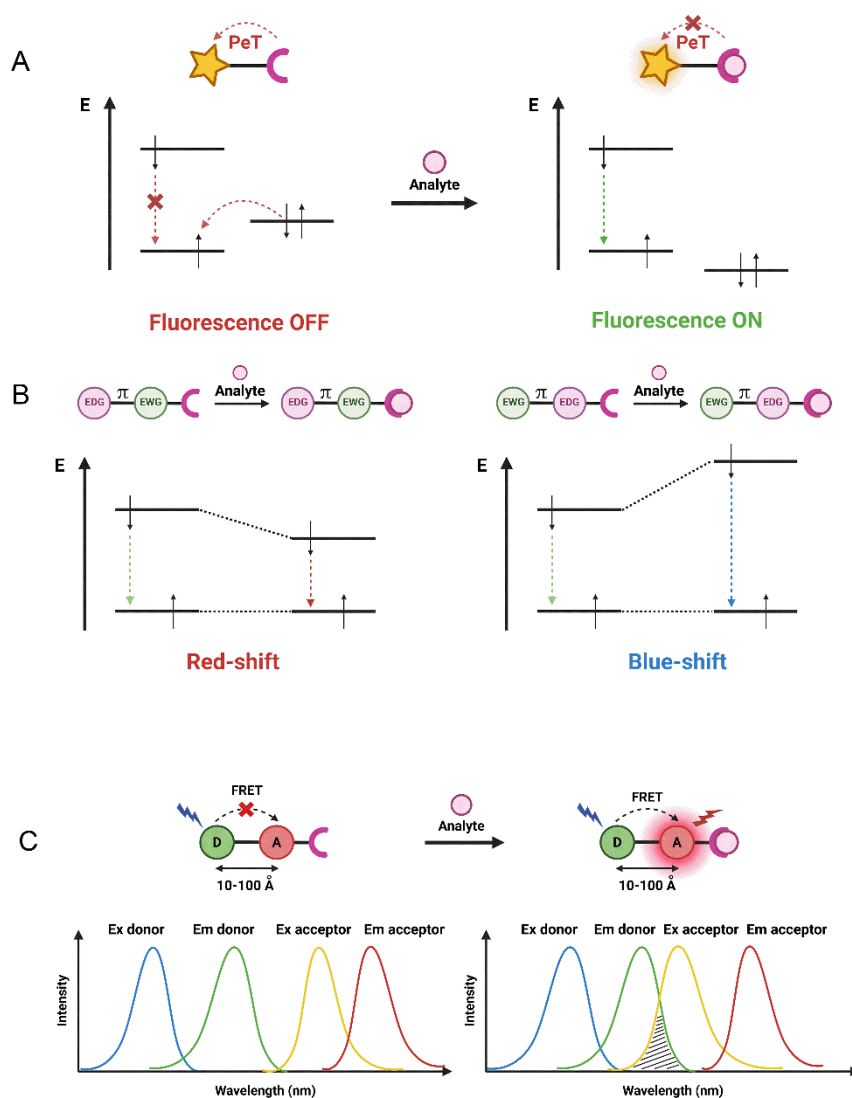 A
PeT
PeT
E
E
Analyte
Fluorescence OFF
Fluorescence ON
B
EDG π EWG
Analyte
EDG π EWG
EWG π EDG
Analyte
EWG π EDG
E
E
Red-shift
Blue-shift
C
FRET
D A
10-100 Å
Analyte
FRET
D A
10-100 Å
Ex donor Em donor Ex acceptor Em acceptor
Intensity
Wavelength (nm)
Ex donor Em donor Ex acceptor Em acceptor
Intensity
Wavelength (nm)